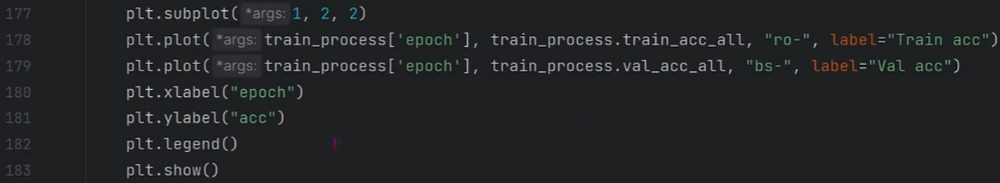 177 plt.subplot( *args: 1, 2, 2)
178 plt.plot( *args: train_process['epoch'], train_process.train_acc_all, "ro-", label="Train acc")
179 plt.plot( *args: train_process['epoch'], train_process.val_acc_all, "bs-", label="Val acc")
180 plt.xlabel("epoch")
181 plt.ylabel("acc")
182 plt.legend()
183 plt.show()